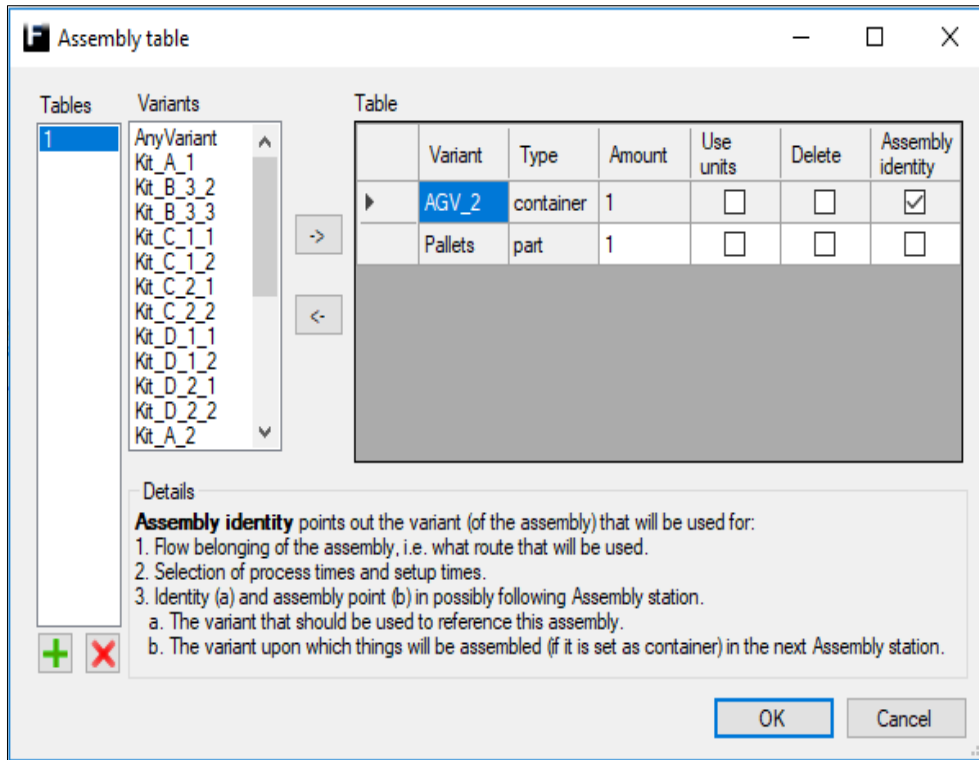 Assembly table
Tables
1
Variants
AnyVariant
Kit_A_1
Kit_B_3_2
Kit_B_3_3
Kit_C_1_1
Kit_C_1_2
Kit_C_2_1
Kit_C_2_2
Kit_D_1_1
Kit_D_1_2
Kit_D_2_1
Kit_D_2_2
Kit_A_2
->
<-
Table
Variant Type Amount Use units Delete Assembly identity
AGV_2 container 1
Pallets part 1
Details
Assembly identity points out the variant (of the assembly) that will be used for:
1. Flow belonging of the assembly, i.e. what route that will be used.
2. Selection of process times and setup times.
3. Identity (a) and assembly point (b) in possibly following Assembly station.
a. The variant that should be used to reference this assembly.
b. The variant upon which things will be assembled (if it is set as container) in the next Assembly station.
OK Cancel